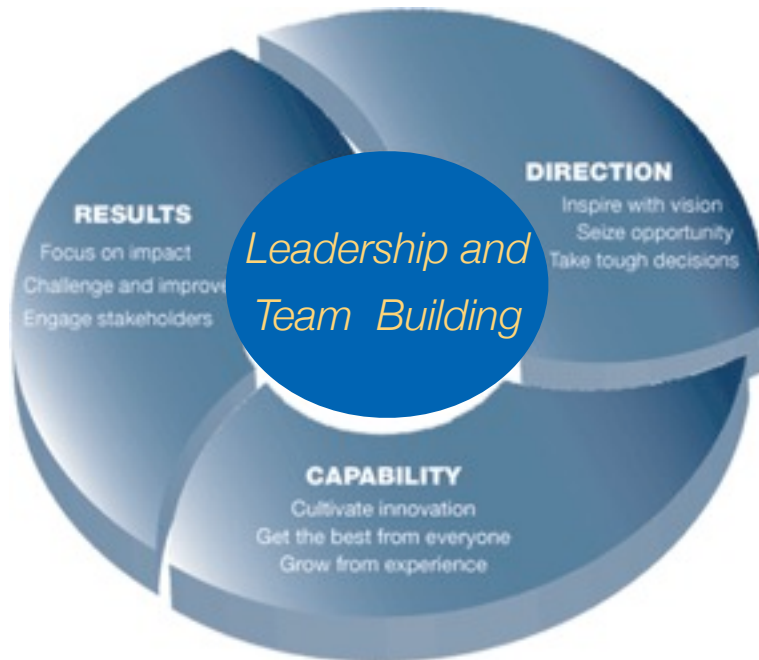 DIRECTION
Inspire with vision
Seize opportunity
Take tough decisions
RESULTS
Focus on impact
Challenge and improve
Engage stakeholders
Leadership and
Team Building
CAPABILITY
Cultivate innovation
Get the best from everyone
Grow from experience